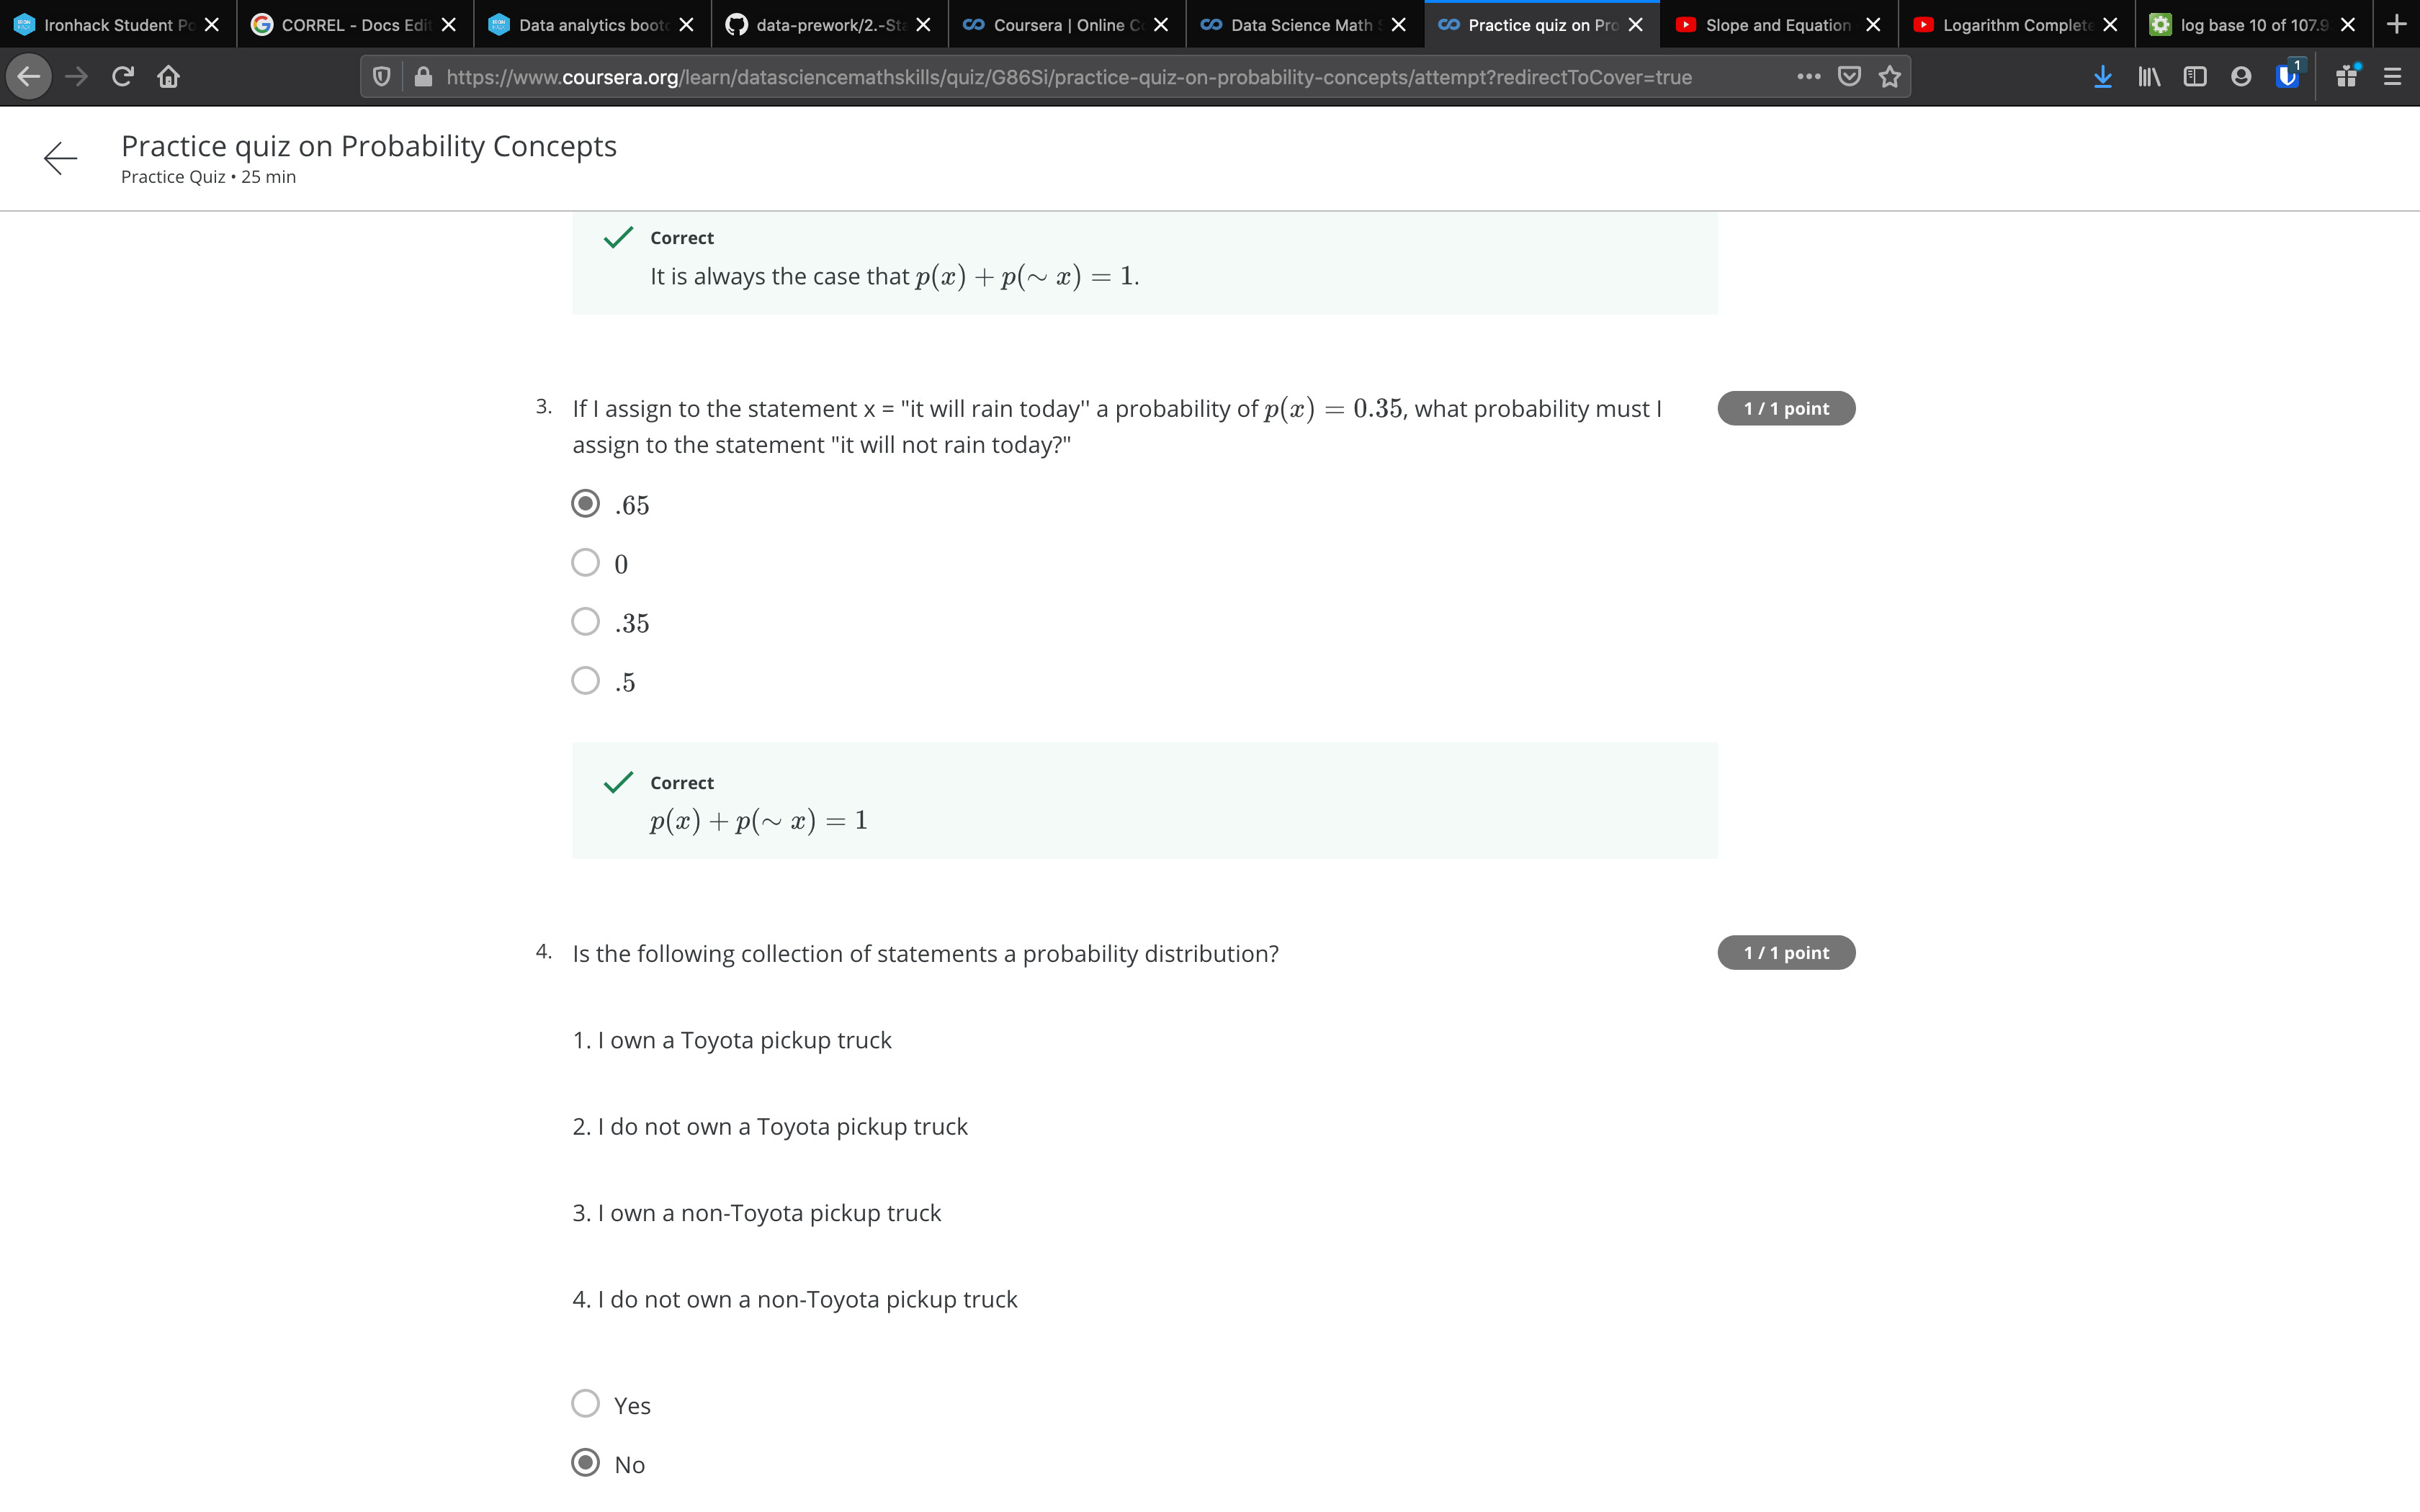 Ironhack Student Po
CORREL - Docs Edit
Data analytics bootc
data-prework/2.-Sta
Coursera | Online Co
Data Science Math S
Practice quiz on Pro
Slope and Equation
Logarithm Complete
log base 10 of 107.9
https://www.coursera.org/learn/datasciencemathskills/quiz/G86Si/practice-quiz-on-probability-concepts/attempt?redirectToCover=true
1
Practice quiz on Probability Concepts
Practice Quiz • 25 min
Correct
It is always the case that p(x) + p(∼ x) = 1.
3. If I assign to the statement x = "it will rain today'' a probability of p(x) = 0.35, what probability must I
assign to the statement "it will not rain today?"
1 / 1 point
.65
0
.35
.5
Correct
p(x) + p(∼ x) = 1
4. Is the following collection of statements a probability distribution?
1 / 1 point
1. I own a Toyota pickup truck
2. I do not own a Toyota pickup truck
3. I own a non-Toyota pickup truck
4. I do not own a non-Toyota pickup truck
Yes
No